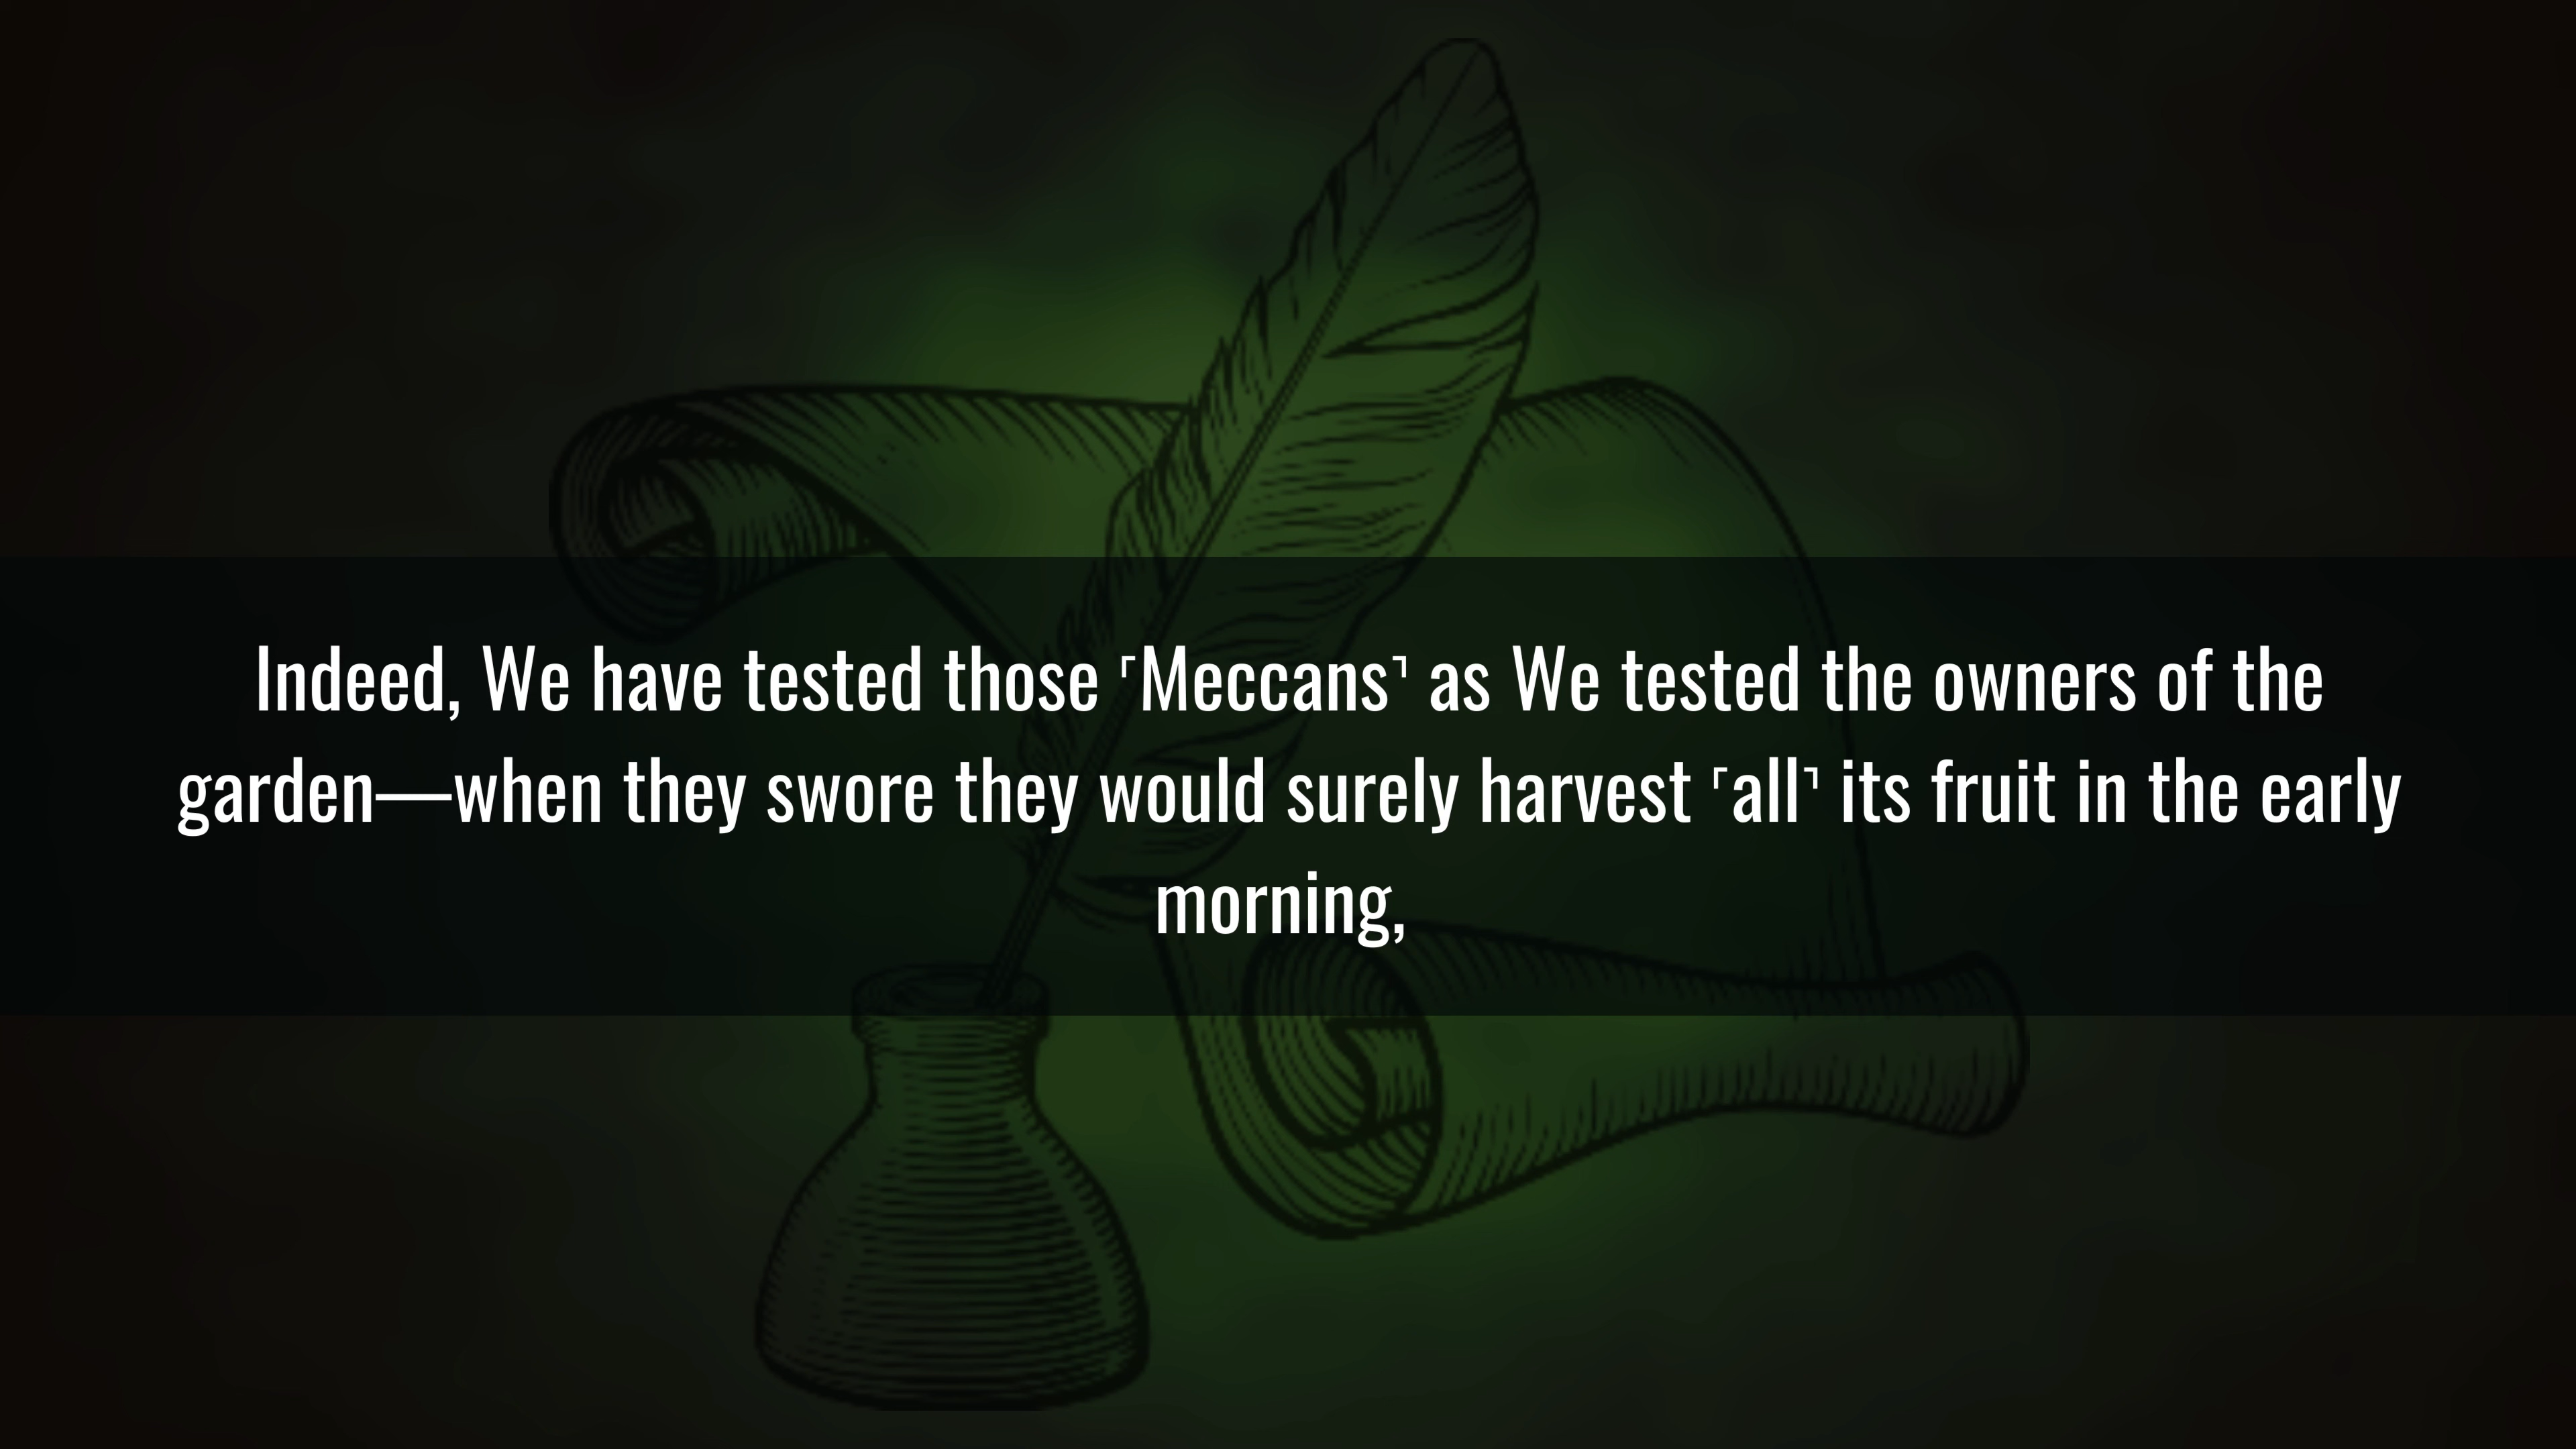 Indeed, We have tested those ˹Meccans˺ as We tested the owners of the
garden—when they swore they would surely harvest ˹all˺ its fruit in the early
morning,